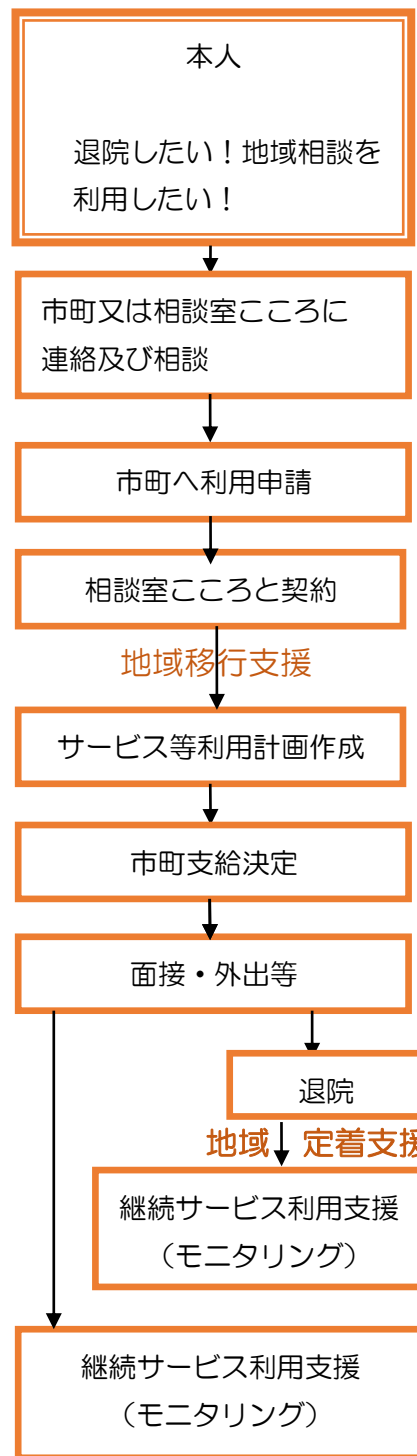 本人
退院したい！地域相談を
利用したい！
市町又は相談室こころに
連絡及び相談
市町へ利用申請
相談室こころと契約
地域移行支援
サービス等利用計画作成
市町支給決定
面接・外出等
退院
地域 定着支援
継続サービス利用支援
（モニタリング）
継続サービス利用支援
（モニタリング）